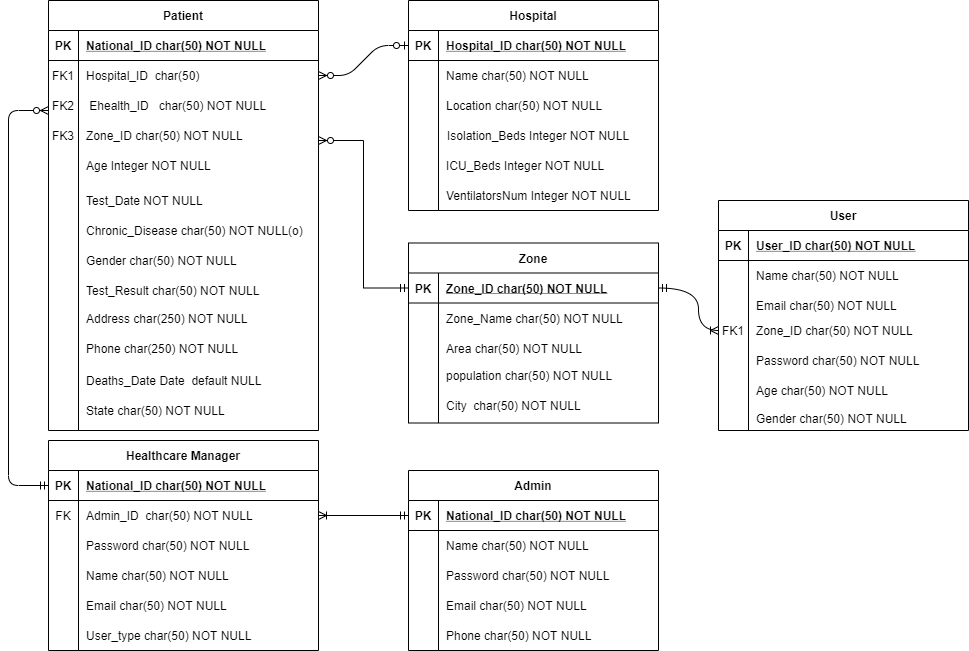 Patient
PK National_ID char(50) NOT NULL
FK1 Hospital_ID char(50)
FK2 Ehealth_ID char(50) NOT NULL
FK3 Zone_ID char(50) NOT NULL
Age Integer NOT NULL
Test_Date NOT NULL
Chronic_Disease char(50) NOT NULL(o)
Gender char(50) NOT NULL
Test_Result char(50) NOT NULL
Address char(250) NOT NULL
Phone char(250) NOT NULL
Deaths_Date Date default NULL
State char(50) NOT NULL
Hospital
PK Hospital_ID char(50) NOT NULL
Name char(50) NOT NULL
Location char(50) NOT NULL
Isolation_Beds Integer NOT NULL
ICU_Beds Integer NOT NULL
VentilatorsNum Integer NOT NULL
Zone
PK Zone_ID char(50) NOT NULL
Zone_Name char(50) NOT NULL
Area char(50) NOT NULL
population char(50) NOT NULL
City char(50) NOT NULL
User
PK User_ID char(50) NOT NULL
Name char(50) NOT NULL
Email char(50) NOT NULL
FK1 Zone_ID char(50) NOT NULL
Password char(50) NOT NULL
Age char(50) NOT NULL
Gender char(50) NOT NULL
Healthcare Manager
PK National_ID char(50) NOT NULL
FK Admin_ID char(50) NOT NULL
Password char(50) NOT NULL
Name char(50) NOT NULL
Email char(50) NOT NULL
User_type char(50) NOT NULL
Admin
PK National_ID char(50) NOT NULL
Name char(50) NOT NULL
Password char(50) NOT NULL
Email char(50) NOT NULL
Phone char(50) NOT NULL